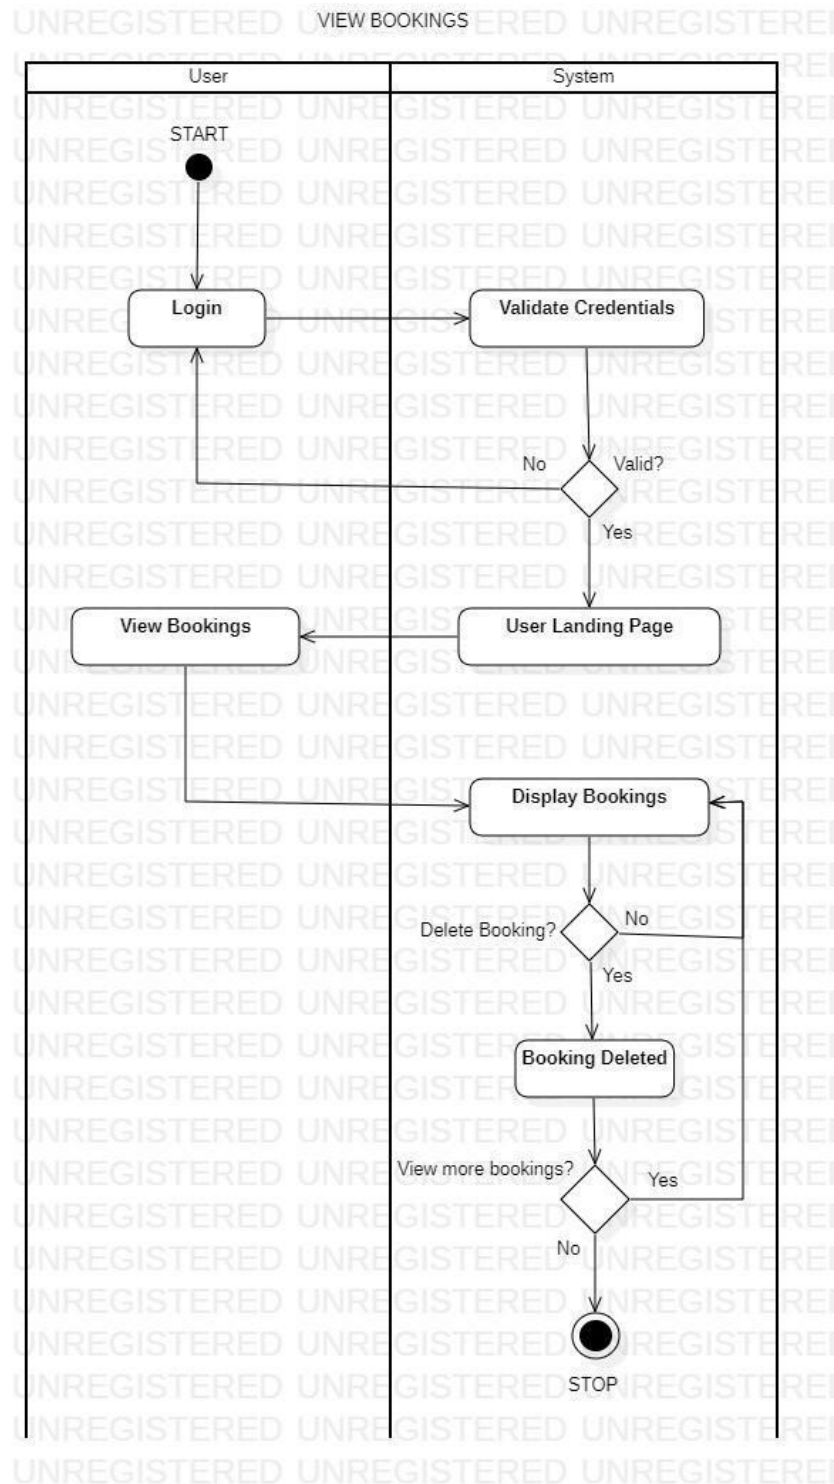 VIEW BOOKINGS
User
System
START
Login
Validate Credentials
No
Valid?
Yes
View Bookings
User Landing Page
Display Bookings
Delete Booking?
No
Yes
Booking Deleted
View more bookings?
Yes
No
STOP
UNREGISTERED